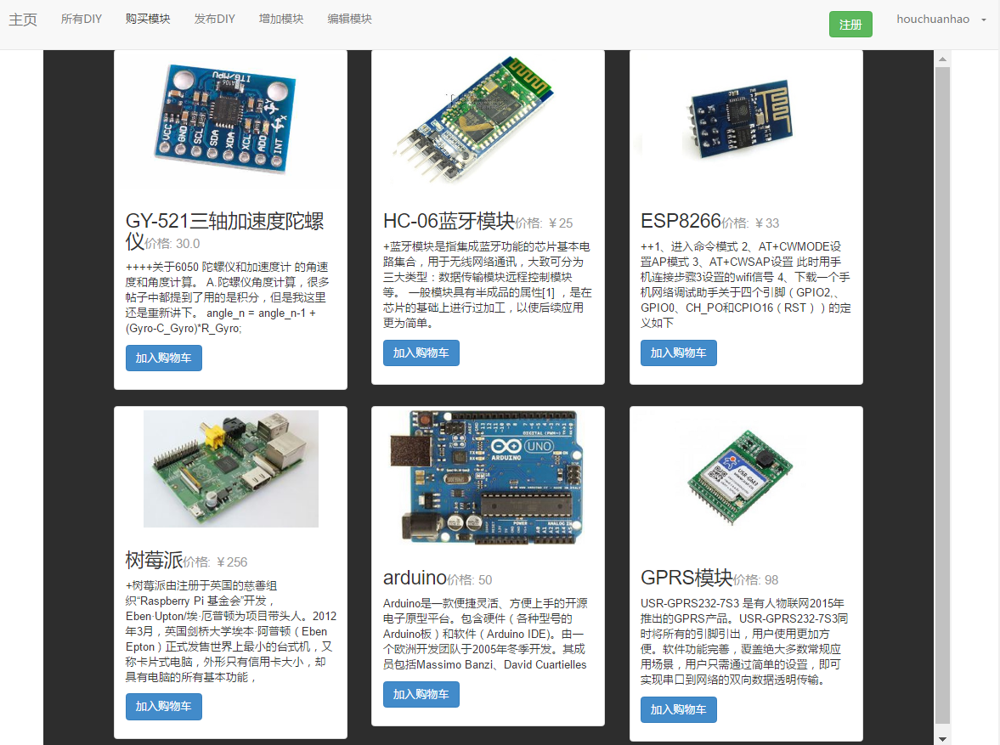 主页 所有DIY 购买模块 发布DIY 增加模块 编辑模块 注册 houchuanhao
ITG/MPU
VCC GND SCL SDA XDA XCL ADO INT
GY-521三轴加速度陀螺
仪价格: 30.0
++++关于6050 陀螺仪和加速度计 的角速
度和角度计算。 A.陀螺仪角度计算，很多
帖子中都提到了用的是积分，但是我这里
还是重新讲下。 angle_n = angle_n-1 +
(Gyro-C_Gyro)*R_Gyro;
加入购物车
HC-06蓝牙模块价格: ￥25
+蓝牙模块是指集成蓝牙功能的芯片基本电
路集合，用于无线网络通讯，大致可分为
三大类型：数据传输模块远程控制模块
等。 一般模块具有半成品的属性[1] ，是在
芯片的基础上进行过加工，以使后续应用
更为简单。
加入购物车
ESP8266价格: ￥33
++1、进入命令模式 2、AT+CWMODE设
置AP模式 3、AT+CWSAP设置 此时用手
机连接步骤3设置的wifi信号 4、下载一个手
机网络调试助手关于四个引脚（GPIO2,、
GPIO0、CH_PO和CPIO16（RST ））的定
义如下
加入购物车
树莓派价格: ￥256
+树莓派由注册于英国的慈善组
织“Raspberry Pi 基金会”开发，
Eben·Upton/埃·厄普顿为项目带头人。2012
年3月，英国剑桥大学埃本·阿普顿（Eben
Epton）正式发售世界上最小的台式机，又
称卡片式电脑，外形只有信用卡大小，却
具有电脑的所有基本功能，
加入购物车
UNO
ARDUINO
arduino价格: 50
Arduino是一款便捷灵活、方便上手的开源
电子原型平台。包含硬件（各种型号的
Arduino板）和软件（Arduino IDE)。由一
个欧洲开发团队于2005年冬季开发。其成
员包括Massimo Banzi、David Cuartielles
加入购物车
USR-GM3
GPRS模块价格: 98
USR-GPRS232-7S3 是有人物联网2015年
推出的GPRS产品。USR-GPRS232-7S3同
时将所有的引脚引出，用户使用更加方
便。软件功能完善，覆盖绝大多数常规应
用场景，用户只需通过简单的设置，即可
实现串口到网络的双向数据透明传输。
加入购物车